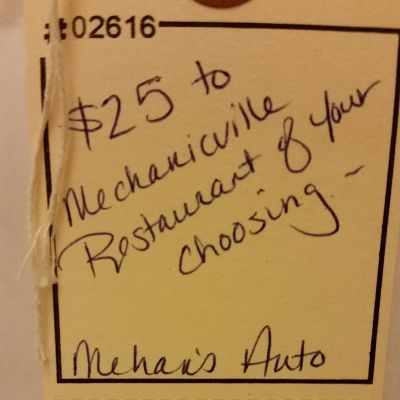 #02616
$25 to
Mechanicville
Restaurant of your
choosing -
Mehan's Auto